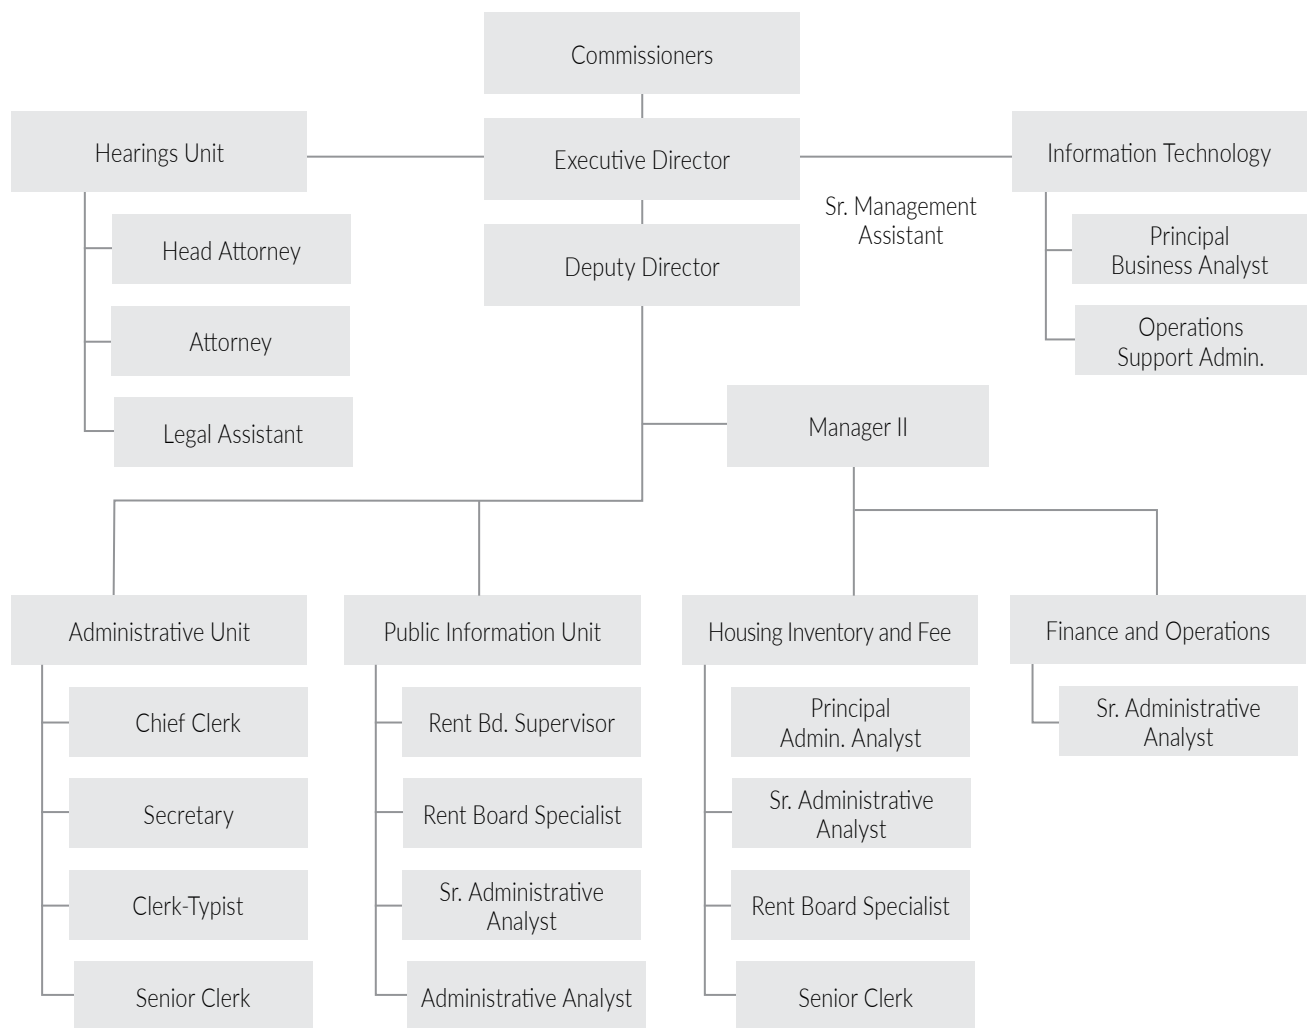 Commissioners
Hearings Unit
Executive Director
Information Technology
Sr. Management
Assistant
Head Attorney
Deputy Director
Principal
Business Analyst
Attorney
Operations
Support Admin.
Legal Assistant
Manager II
Administrative Unit
Public Information Unit
Housing Inventory and Fee
Finance and Operations
Chief Clerk
Rent Bd. Supervisor
Principal
Admin. Analyst
Sr. Administrative
Analyst
Secretary
Rent Board Specialist
Sr. Administrative
Analyst
Clerk-Typist
Sr. Administrative
Analyst
Rent Board Specialist
Senior Clerk
Administrative Analyst
Senior Clerk